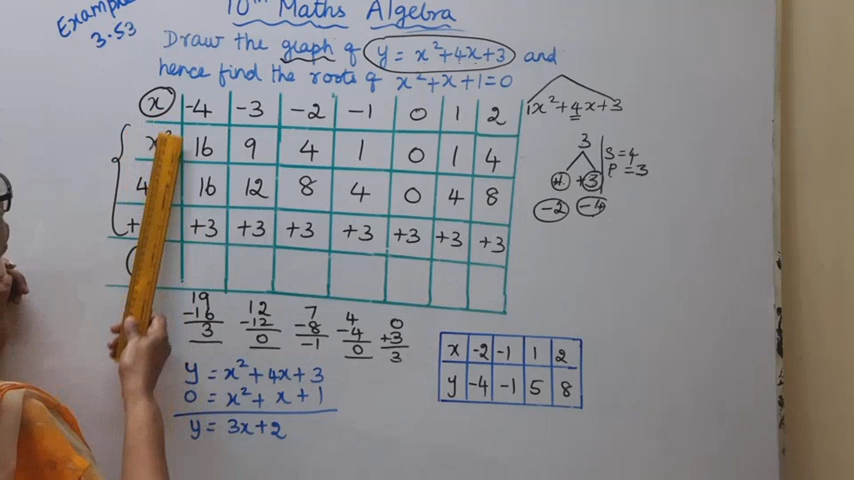 Example 3.53
10th Maths Algebra
Draw the graph of y = x²+4x+3 and
hence find the roots of x²+x+1=0
x -4 -3 -2 -1 0 1 2
x² 16 9 4 1 0 1 4
4 16 12 8 4 0 4 8
+ +3 +3 +3 +3 +3 +3 +3
1x²+4x+3
3
+1 +3
-2 -4
S=4
P=3
19 -16 3
12 -12 0
7 -8 -1
4 -4 0
0 +3 3
y = x²+4x+3
0 = x²+x+1
y = 3x+2
x -2 -1 1 2
y -4 -1 5 8